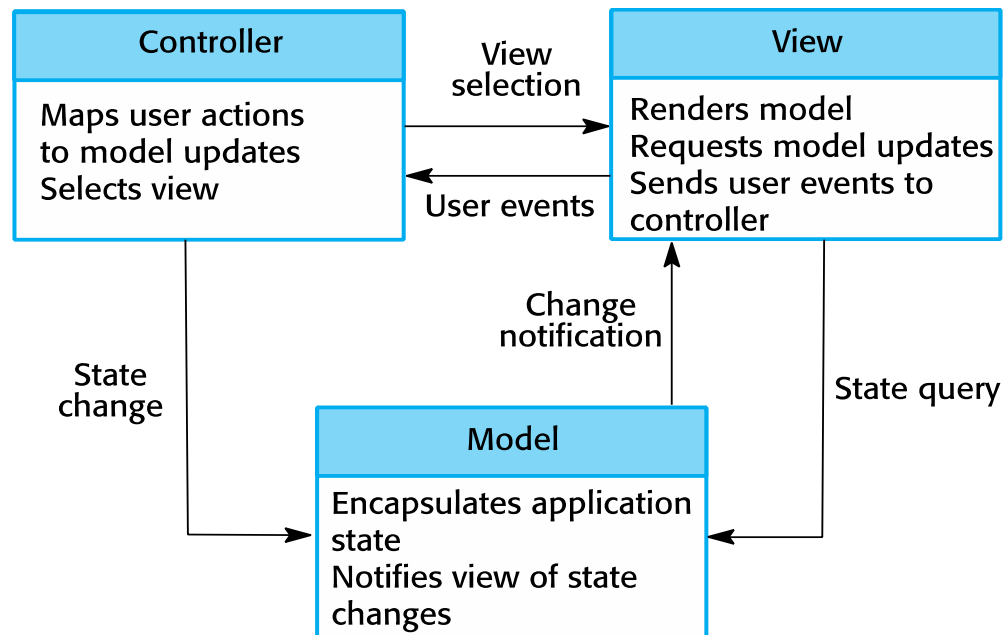 Controller
Maps user actions
to model updates
Selects view
View
selection
User events
View
Renders model
Requests model updates
Sends user events to
controller
State
change
Change
notification
State query
Model
Encapsulates application
state
Notifies view of state
changes